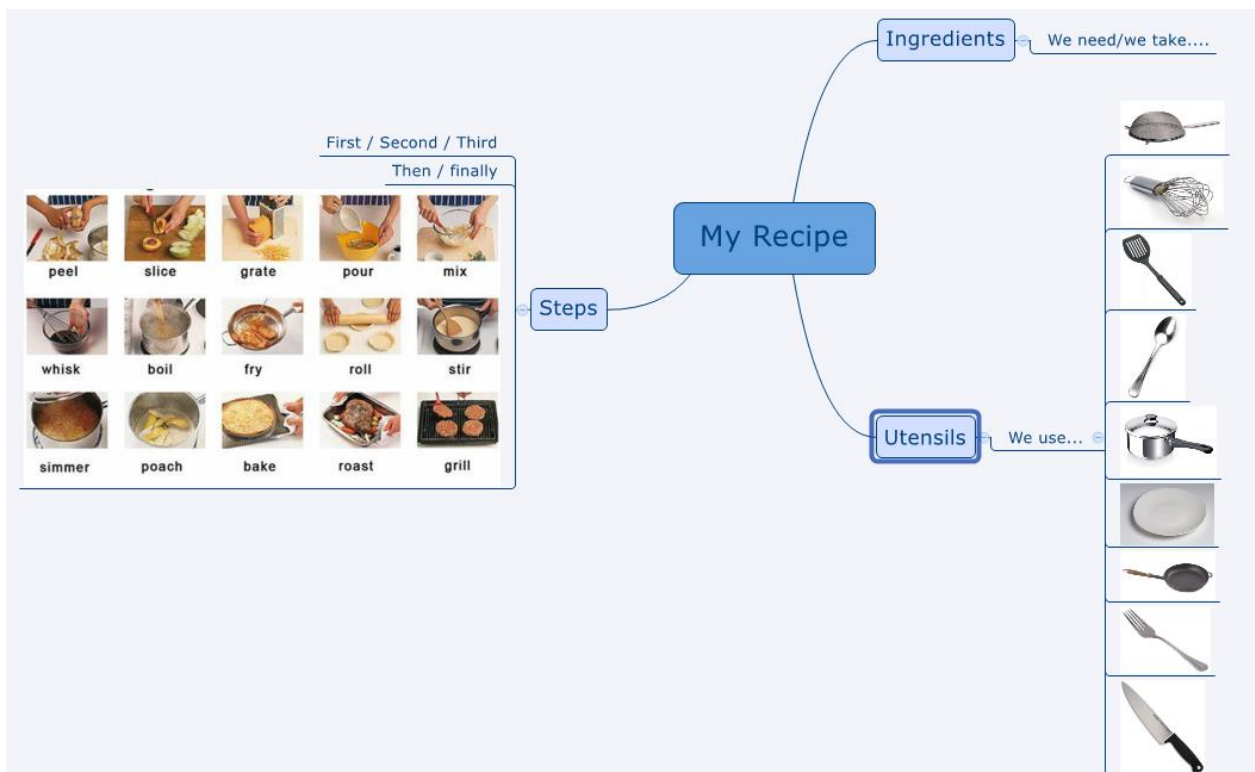 Ingredients
We need/we take....
My Recipe
First / Second / Third
Then / finally
peel slice grate pour mix
whisk boil fry roll stir
simmer poach bake roast grill
Steps
Utensils
We use...